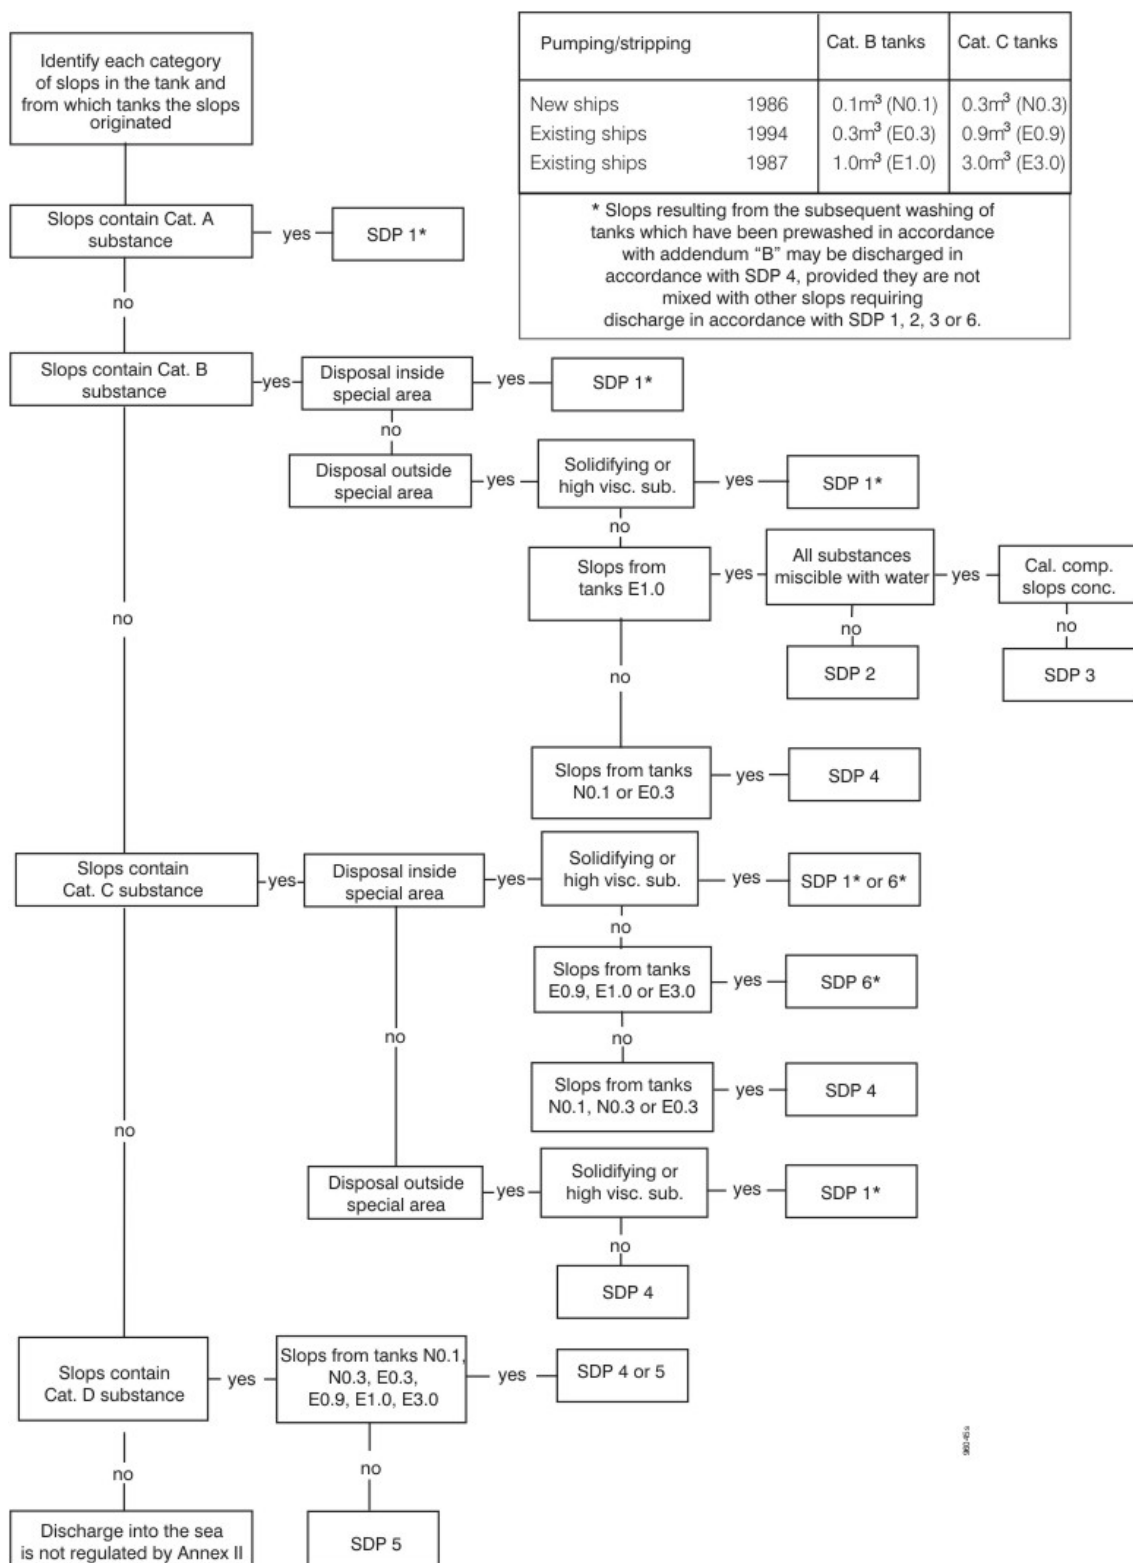 Identify each category
of slops in the tank and
from which tanks the slops
originated
Pumping/stripping Cat. B tanks Cat. C tanks
New ships 1986 0.1m³ (N0.1) 0.3m³ (N0.3)
Existing ships 1994 0.3m³ (E0.3) 0.9m³ (E0.9)
Existing ships 1987 1.0m³ (E1.0) 3.0m³ (E3.0)
* Slops resulting from the subsequent washing of
tanks which have been prewashed in accordance
with addendum “B” may be discharged in
accordance with SDP 4, provided they are not
mixed with other slops requiring
discharge in accordance with SDP 1, 2, 3 or 6.
Slops contain Cat. A
substance
yes
SDP 1*
no
Slops contain Cat. B
substance
yes
Disposal inside
special area
yes
SDP 1*
no
Disposal outside
special area
yes
Solidifying or
high visc. sub.
yes
SDP 1*
no
Slops from
tanks E1.0
yes
All substances
miscible with water
yes
Cal. comp.
slops conc.
no
no
SDP 2
SDP 3
no
no
Slops from tanks
N0.1 or E0.3
yes
SDP 4
Slops contain
Cat. C substance
yes
Disposal inside
special area
yes
Solidifying or
high visc. sub.
yes
SDP 1* or 6*
no
Slops from tanks
E0.9, E1.0 or E3.0
yes
SDP 6*
no
no
Slops from tanks
N0.1, N0.3 or E0.3
yes
SDP 4
no
Disposal outside
special area
yes
Solidifying or
high visc. sub.
yes
SDP 1*
no
SDP 4
Slops contain
Cat. D substance
yes
Slops from tanks N0.1,
N0.3, E0.3,
E0.9, E1.0, E3.0
yes
SDP 4 or 5
no
no
Discharge into the sea
is not regulated by Annex II
SDP 5